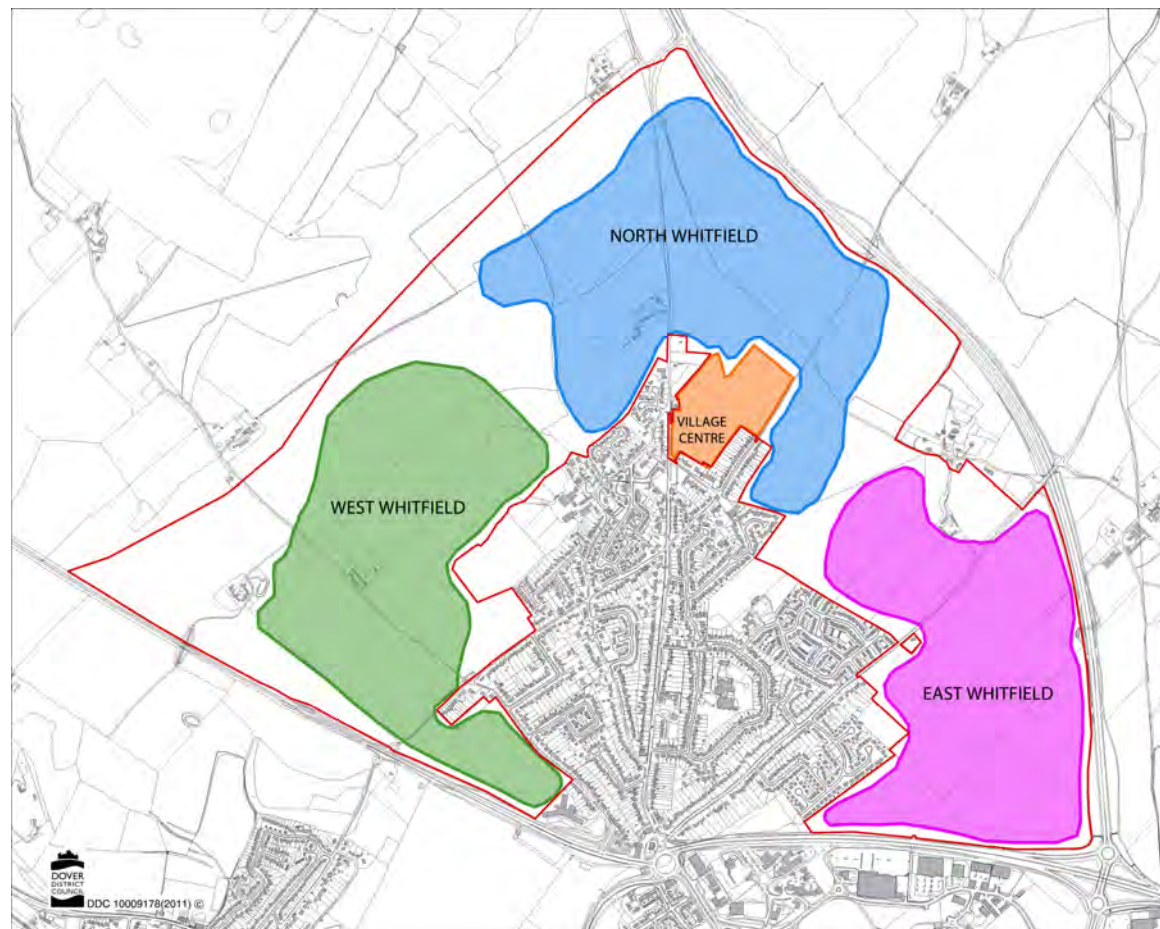 NORTH WHITFIELD
VILLAGE
CENTRE
WEST WHITFIELD
EAST WHITFIELD
DOVER
DISTRICT
COUNCIL
DDC 10009178(2011) ©